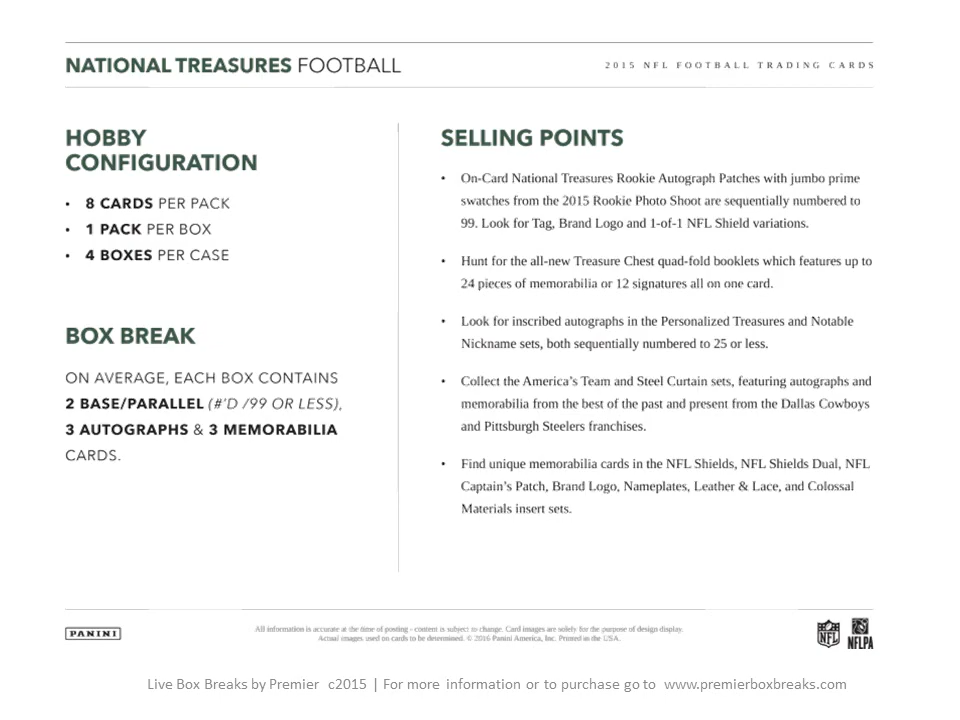 NATIONAL TREASURES FOOTBALL
2015 NFL FOOTBALL TRADING CARDS
HOBBY
CONFIGURATION
• 8 CARDS PER PACK
• 1 PACK PER BOX
• 4 BOXES PER CASE
BOX BREAK
ON AVERAGE, EACH BOX CONTAINS
2 BASE/PARALLEL (#'D /99 OR LESS),
3 AUTOGRAPHS & 3 MEMORABILIA
CARDS.
SELLING POINTS
• On-Card National Treasures Rookie Autograph Patches with jumbo prime
swatches from the 2015 Rookie Photo Shoot are sequentially numbered to
99. Look for Tag, Brand Logo and 1-of-1 NFL Shield variations.
• Hunt for the all-new Treasure Chest quad-fold booklets which features up to
24 pieces of memorabilia or 12 signatures all on one card.
• Look for inscribed autographs in the Personalized Treasures and Notable
Nickname sets, both sequentially numbered to 25 or less.
• Collect the America's Team and Steel Curtain sets, featuring autographs and
memorabilia from the best of the past and present from the Dallas Cowboys
and Pittsburgh Steelers franchises.
• Find unique memorabilia cards in the NFL Shields, NFL Shields Dual, NFL
Captain's Patch, Brand Logo, Nameplates, Leather & Lace, and Colossal
Materials insert sets.
PANINI
All information is accurate at the time of posting - content is subject to change. Card images are solely for the purpose of design display.
Actual images used on cards to be determined. © 2016 Panini America, Inc. Printed in the USA.
NFL
NFLPA
Live Box Breaks by Premier c2015 | For more information or to purchase go to www.premierboxbreaks.com